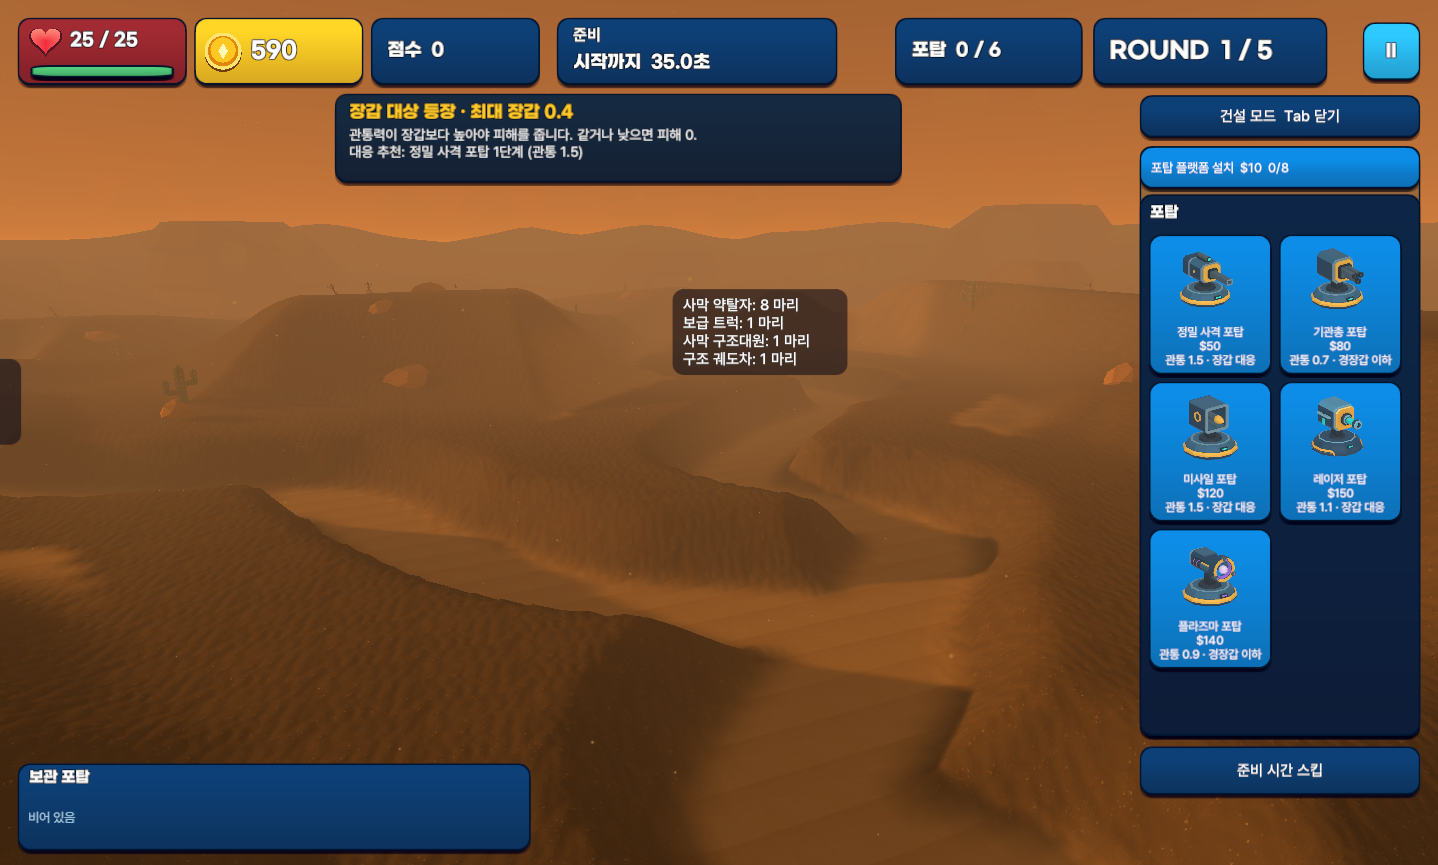 25 / 25
590
점수 0
준비
시작까지 35.0초
포탑 0 / 6
ROUND 1 / 5
장갑 대상 등장 · 최대 장갑 0.4
관통력이 장갑보다 높아야 피해를 줍니다. 같거나 낮으면 피해 0.
대응 추천: 정밀 사격 포탑 1단계 (관통 1.5)
건설 모드 Tab 닫기
포탑 플랫폼 설치 $10 0/8
포탑
정밀 사격 포탑
$50
관통 1.5 · 장갑 대응
기관총 포탑
$80
관통 0.7 · 경장갑 이하
미사일 포탑
$120
관통 1.5 · 장갑 대응
레이저 포탑
$150
관통 1.1 · 장갑 대응
플라즈마 포탑
$140
관통 0.9 · 경장갑 이하
사막 약탈자: 8 마리
보급 트럭: 1 마리
사막 구조대원: 1 마리
구조 궤도차: 1 마리
준비 시간 스킵
보관 포탑
비어 있음